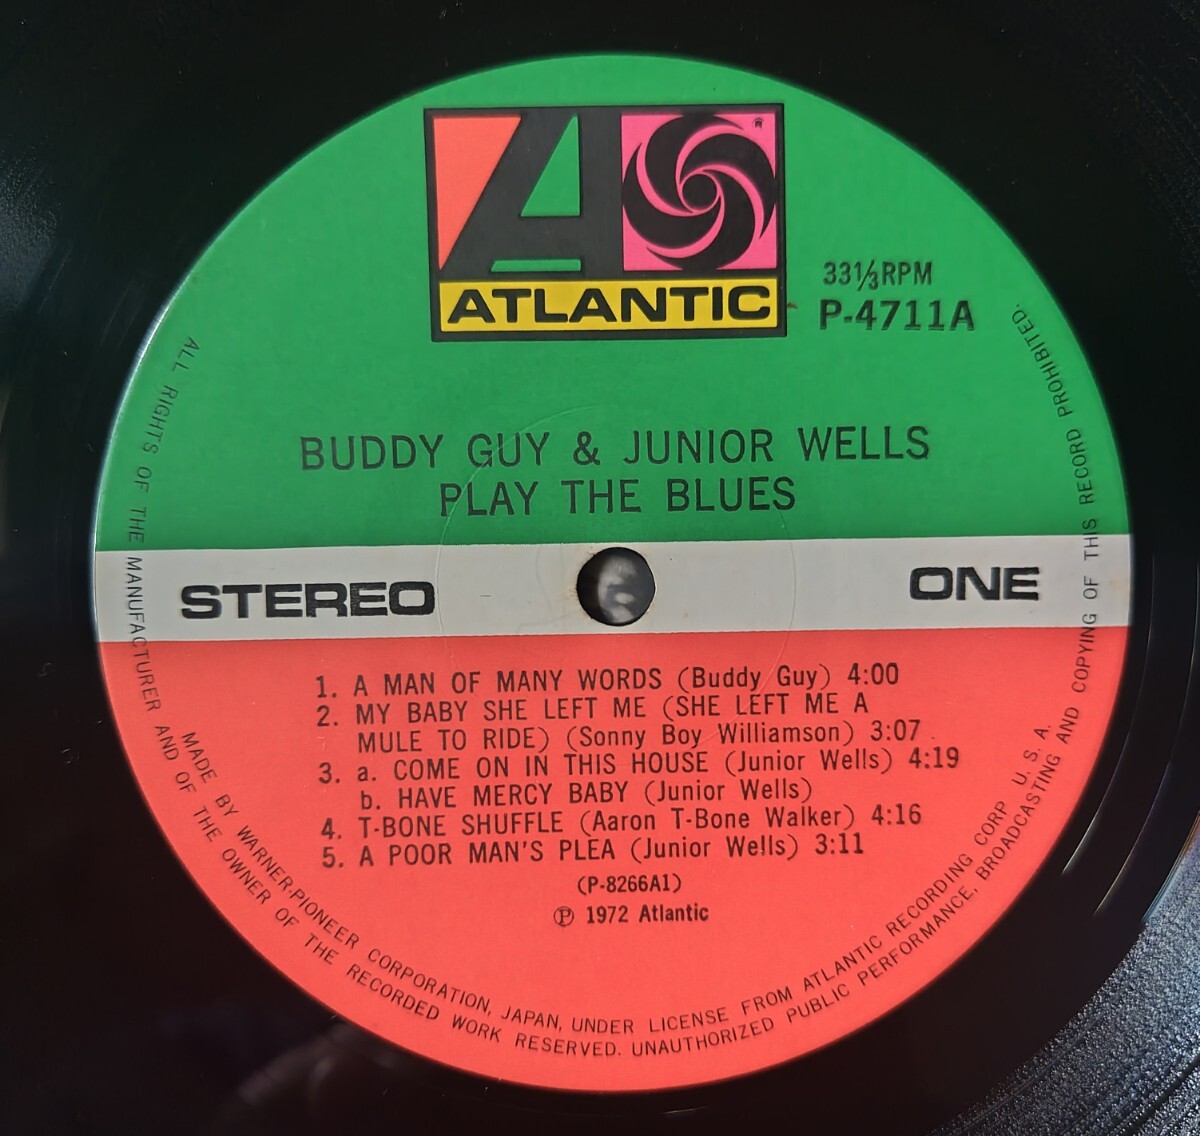 ATLANTIC
®
33⅓RPM
P-4711A
BUDDY GUY & JUNIOR WELLS
PLAY THE BLUES
STEREO
ONE
1. A MAN OF MANY WORDS (Buddy Guy) 4:00
2. MY BABY SHE LEFT ME (SHE LEFT ME A
MULE TO RIDE) (Sonny Boy Williamson) 3:07
3. a. COME ON IN THIS HOUSE (Junior Wells) 4:19
b. HAVE MERCY BABY (Junior Wells)
4. T-BONE SHUFFLE (Aaron T-Bone Walker) 4:16
5. A POOR MAN'S PLEA (Junior Wells) 3:11
(P-8266A1)
Ⓟ 1972 Atlantic
MADE BY WARNER-PIONEER CORPORATION, JAPAN, UNDER LICENSE FROM ATLANTIC RECORDING CORP U. S. A.
ALL RIGHTS OF THE MANUFACTURER AND OF THE OWNER OF THE RECORDED WORK RESERVED. UNAUTHORIZED PUBLIC PERFORMANCE, BROADCASTING AND COPYING OF THIS RECORD PROHIBITED.